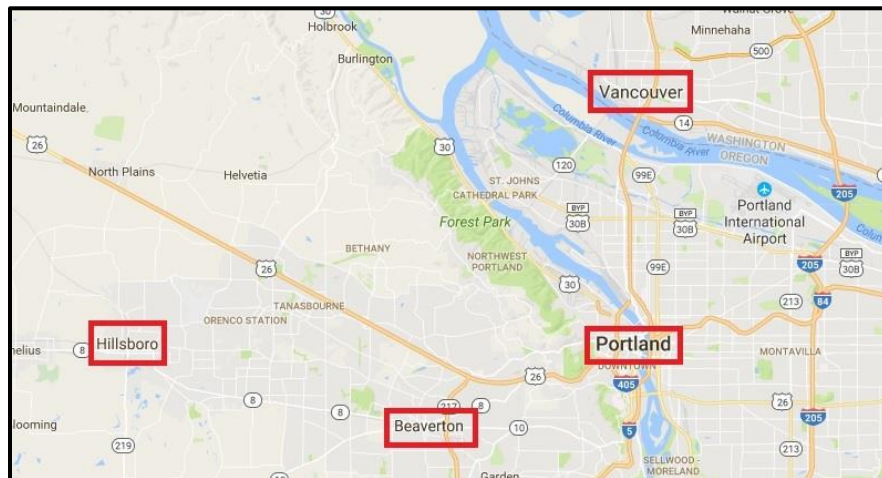 Holbrook
Walnut Grove
Minnehaha
500
Burlington
Vancouver
Mountaindale
14
26
Columbia River
Columbia River
WASHINGTON
OREGON
30
120
99E
North Plains
Helvetia
ST. JOHNS
CATHEDRAL PARK
205
BYP
30B
Portland
International
Airport
Forest Park
BETHANY
NORTHWEST
PORTLAND
BYP
30B
26
99E
205
30
TANASBOURNE
213
84
ORENCO STATION
8
Hillsboro
Portland
DOWNTOWN
MONTAVILLA
26
405
217
8
8
8
26
Beaverton
10
5
205
219
213
Garden
SELLWOOD -
MORELAND